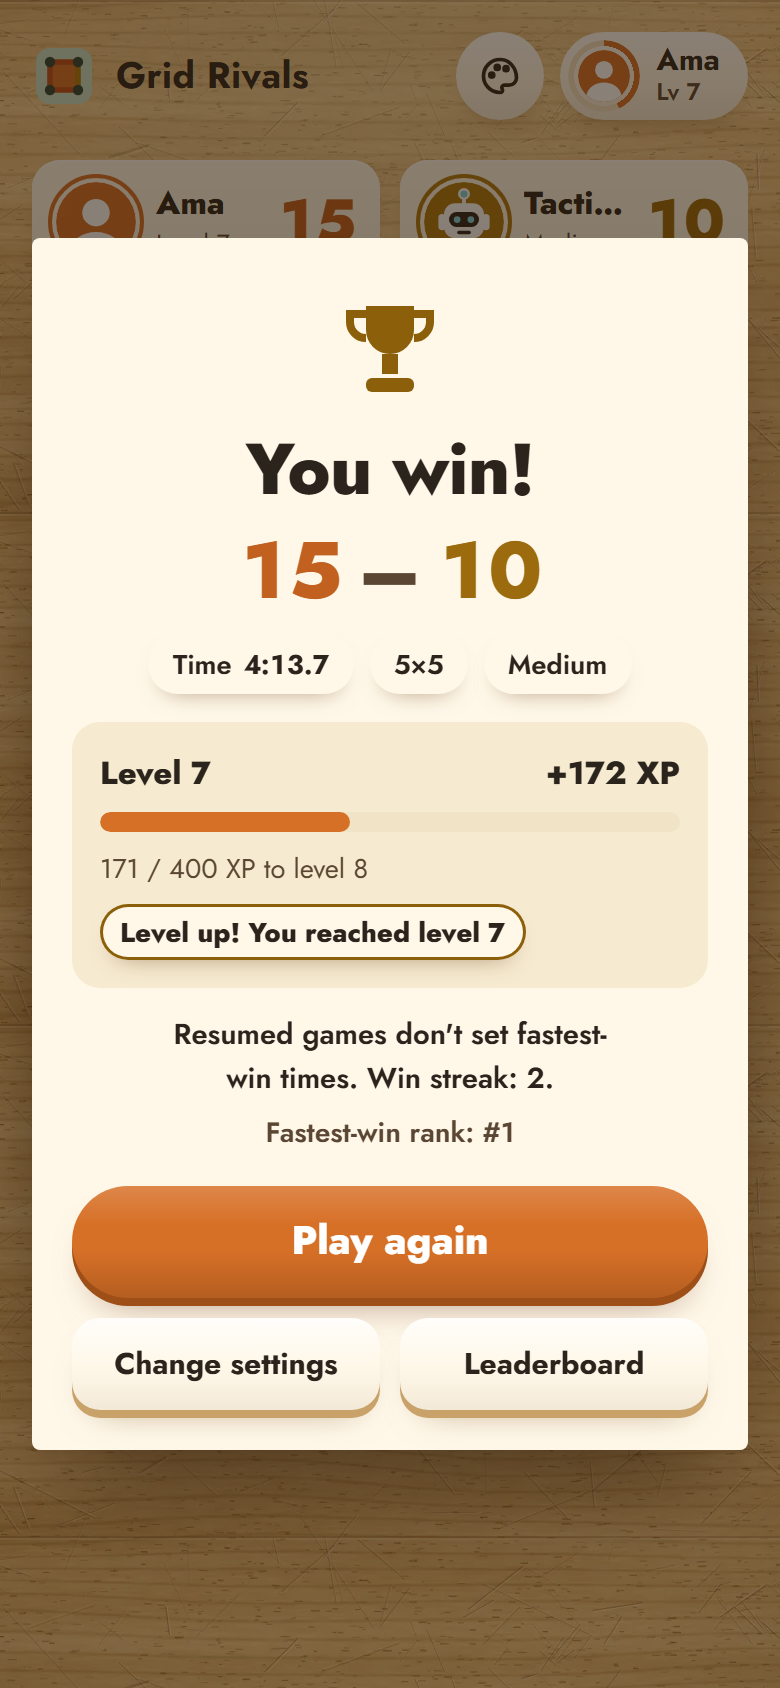 Grid Rivals
Ama
Lv 7
Ama
15
Tacti...
10
You win!
15 – 10
Time 4:13.7
5×5
Medium
Level 7
+172 XP
171 / 400 XP to level 8
Level up! You reached level 7
Resumed games don't set fastest-
win times. Win streak: 2.
Fastest-win rank: #1
Play again
Change settings
Leaderboard